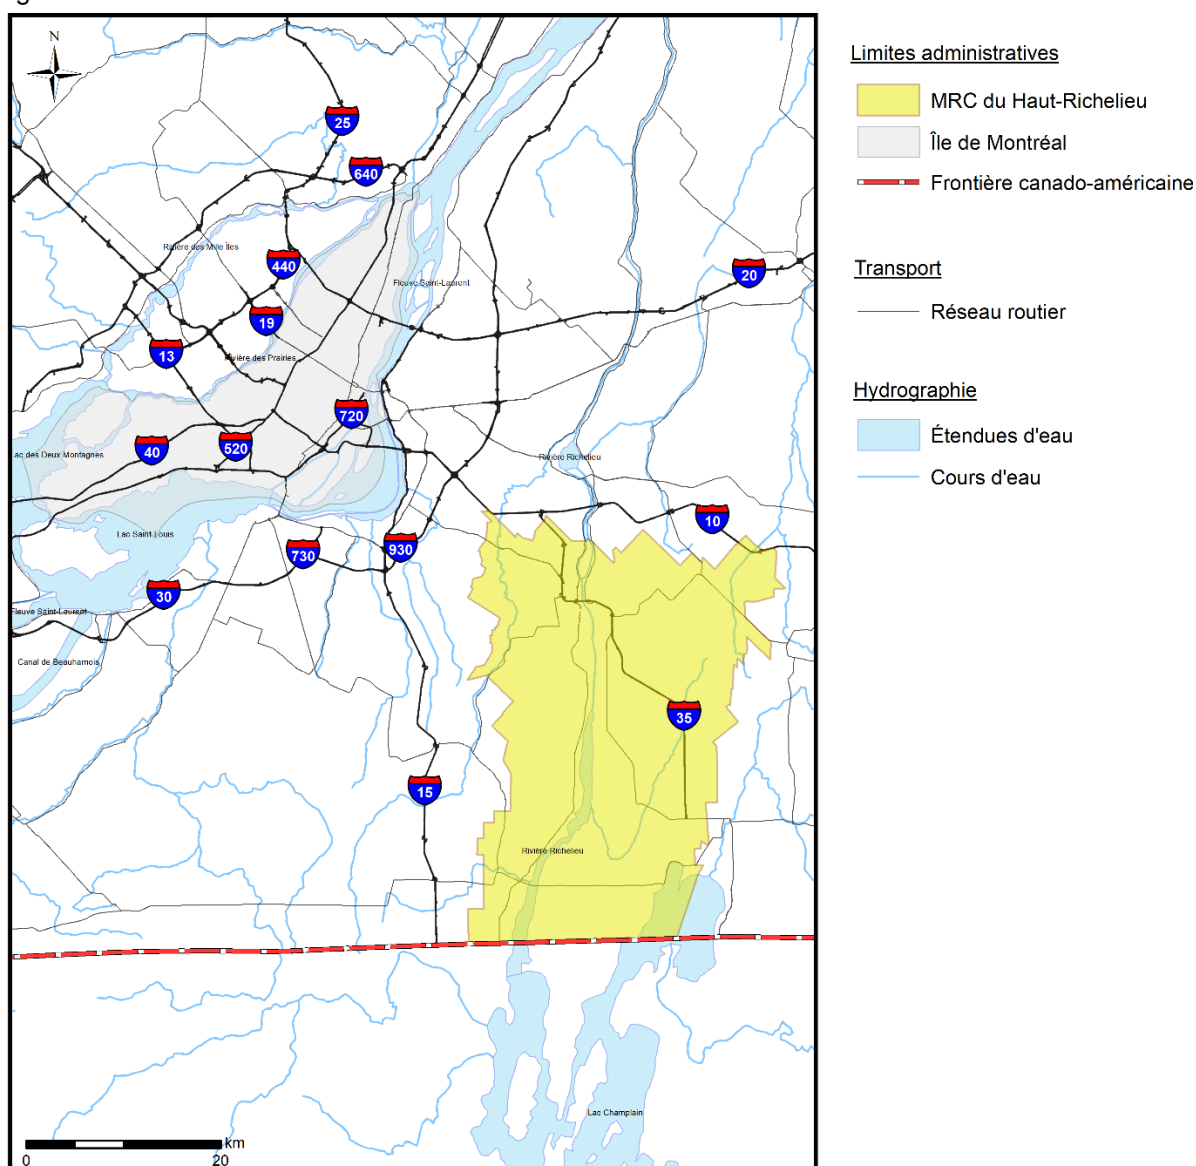 N
25
640
Rivière des Mille Îles
440
Fleuve Saint-Laurent
20
19
13
Rivière des Prairies
720
40
520
ac des Deux Montagnes
Rivière Richelieu
10
Lac Saint-Louis
730
930
30
Fleuve Saint-Laurent
Canal de Beauharnois
35
15
Rivière Richelieu
Lac Champlain
km
0
20
Limites administratives
MRC du Haut-Richelieu
Île de Montréal
Frontière canado-américaine
Transport
Réseau routier
Hydrographie
Étendues d'eau
Cours d'eau